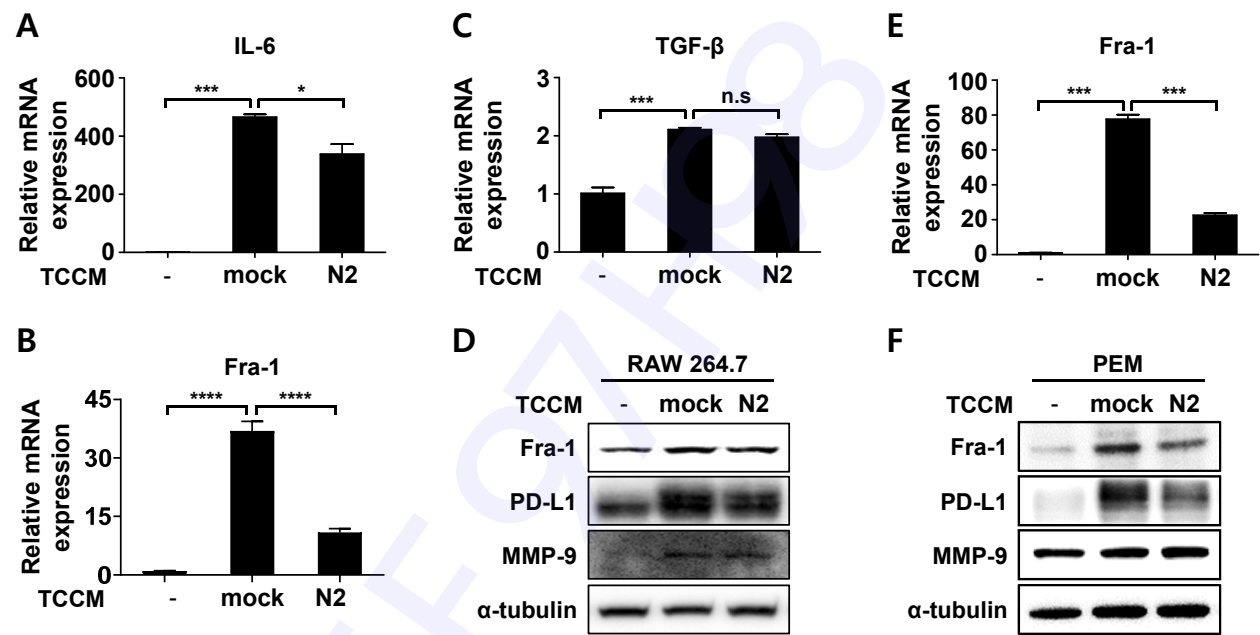 A
IL-6
Relative mRNA
expression
600
400
200
0
***
*
TCCM - mock N2
B
Fra-1
Relative mRNA
expression
45
30
15
0
****
****
TCCM - mock N2
C
TGF-β
Relative mRNA
expression
3
2
1
0
***
n.s
TCCM - mock N2
D
RAW 264.7
TCCM - mock N2
Fra-1
PD-L1
MMP-9
α-tubulin
E
Fra-1
Relative mRNA
expression
100
80
60
40
20
0
***
***
TCCM - mock N2
F
PEM
TCCM - mock N2
Fra-1
PD-L1
MMP-9
α-tubulin